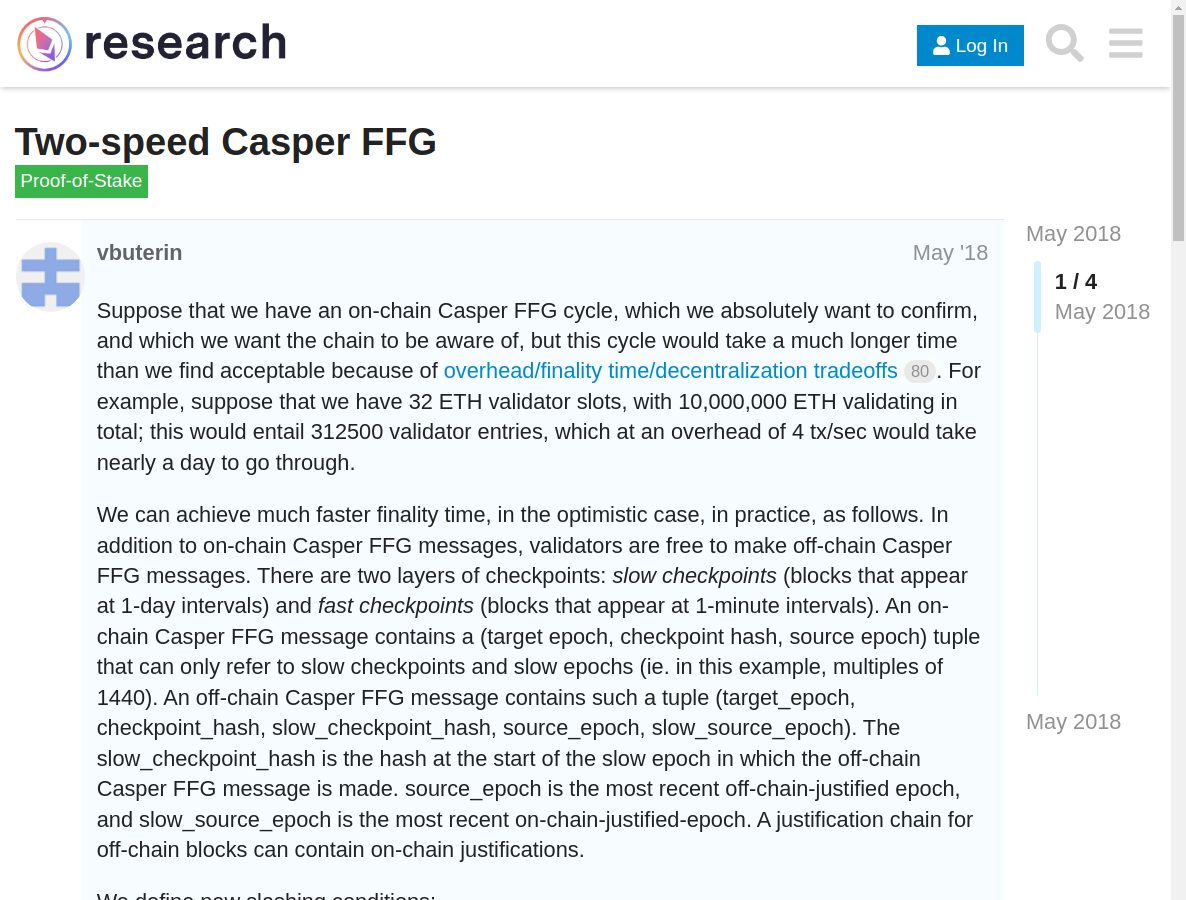 research
Log In
Two-speed Casper FFG
Proof-of-Stake
vbuterin
May '18
Suppose that we have an on-chain Casper FFG cycle, which we absolutely want to confirm,
and which we want the chain to be aware of, but this cycle would take a much longer time
than we find acceptable because of overhead/finality time/decentralization tradeoffs 80. For
example, suppose that we have 32 ETH validator slots, with 10,000,000 ETH validating in
total; this would entail 312500 validator entries, which at an overhead of 4 tx/sec would take
nearly a day to go through.
We can achieve much faster finality time, in the optimistic case, in practice, as follows. In
addition to on-chain Casper FFG messages, validators are free to make off-chain Casper
FFG messages. There are two layers of checkpoints: slow checkpoints (blocks that appear
at 1-day intervals) and fast checkpoints (blocks that appear at 1-minute intervals). An on-
chain Casper FFG message contains a (target epoch, checkpoint hash, source epoch) tuple
that can only refer to slow checkpoints and slow epochs (ie. in this example, multiples of
1440). An off-chain Casper FFG message contains such a tuple (target_epoch,
checkpoint_hash, slow_checkpoint_hash, source_epoch, slow_source_epoch). The
slow_checkpoint_hash is the hash at the start of the slow epoch in which the off-chain
Casper FFG message is made. source_epoch is the most recent off-chain-justified epoch,
and slow_source_epoch is the most recent on-chain-justified-epoch. A justification chain for
off-chain blocks can contain on-chain justifications.
We define new slashing conditions:
May 2018
1 / 4
May 2018
May 2018